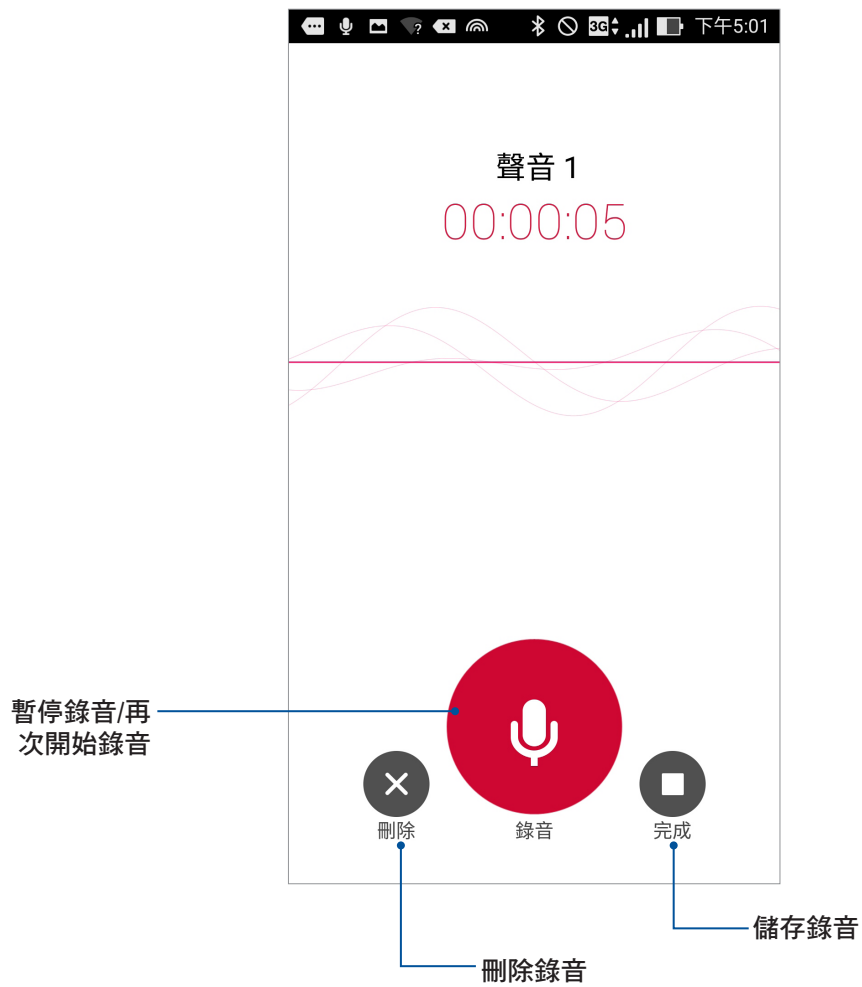 3G 下午5:01
聲音 1
00:00:05
暫停錄音/再
次開始錄音
刪除 錄音 完成
儲存錄音
刪除錄音